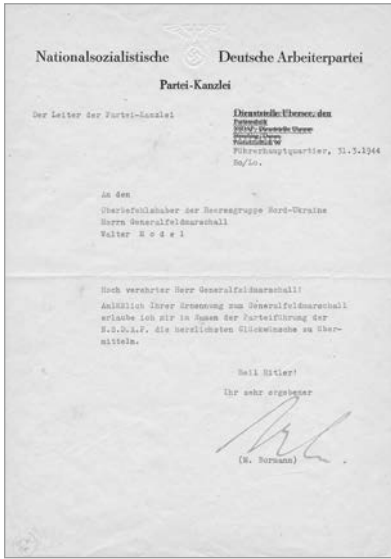 Nationalsozialistische Deutsche Arbeiterpartei
Partei-Kanzlei
Der Leiter der Partei-Kanzlei
Führerhauptquartier, 31.3.1944
Bo/Lo.
An den
Oberbefehlshaber der Heeresgruppe Nord-Ukraine
Herrn Generalfeldmarschall
Walter M o d e l
Hoch verehrter Herr Generalfeldmarschall!
Anläßlich Ihrer Ernennung zum Generalfeldmarschall
erlaube ich mir im Namen der Parteiführung der
N.S.D.A.P. die herzlichsten Glückwünsche zu über-
mitteln.
Heil Hitler!
Ihr sehr ergebener
(M. Bormann)